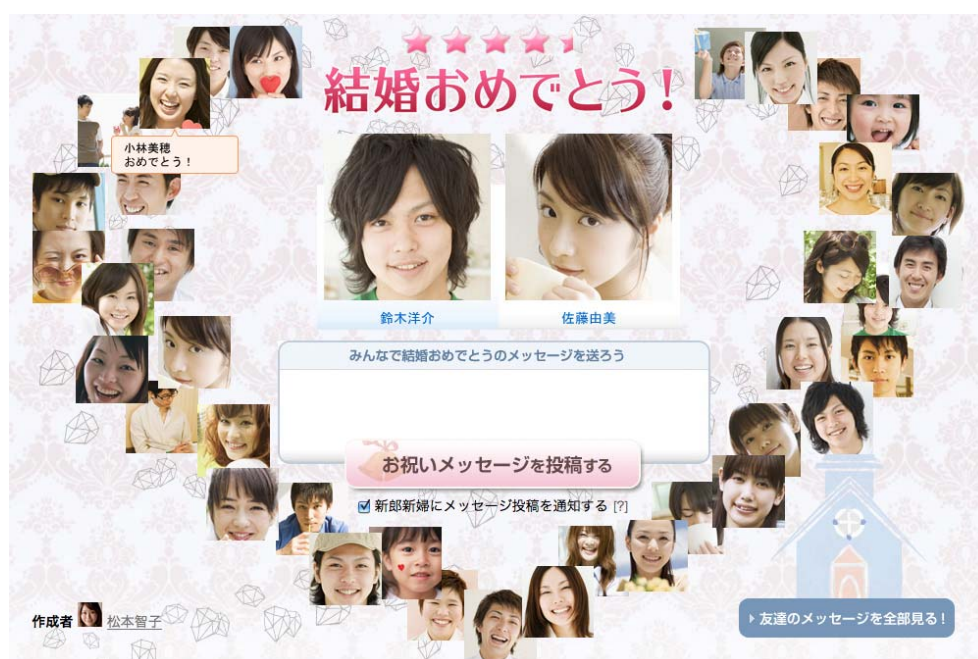 結婚おめでとう!
小林美穂
おめでとう!
鈴木洋介
佐藤由美
みんなで結婚おめでとうのメッセージを送ろう
お祝いメッセージを投稿する
新郎新婦にメッセージ投稿を通知する [?]
作成者 松本智子
友達のメッセージを全部見る!